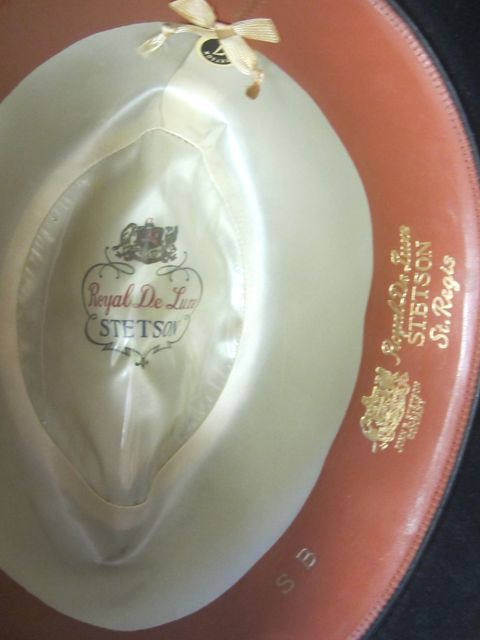 Royal De Luxe
STETSON
Royal De Luxe
STETSON
St. Regis
S B